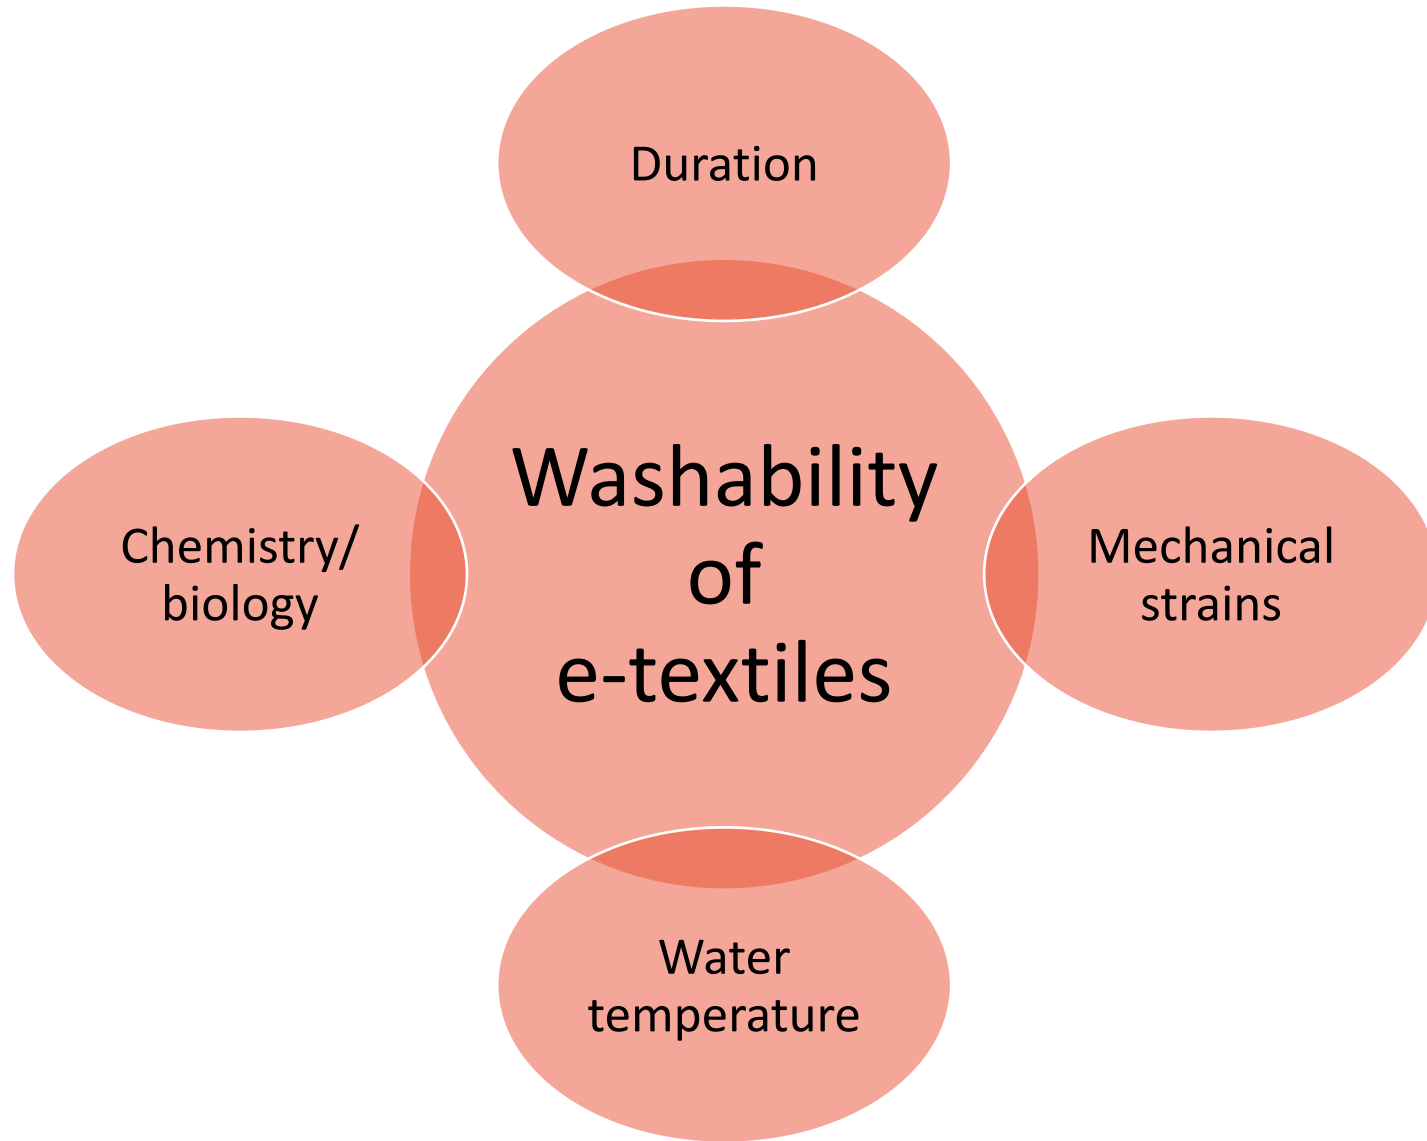 Duration
Washability
of
e-textiles
Chemistry/
biology
Mechanical
strains
Water
temperature